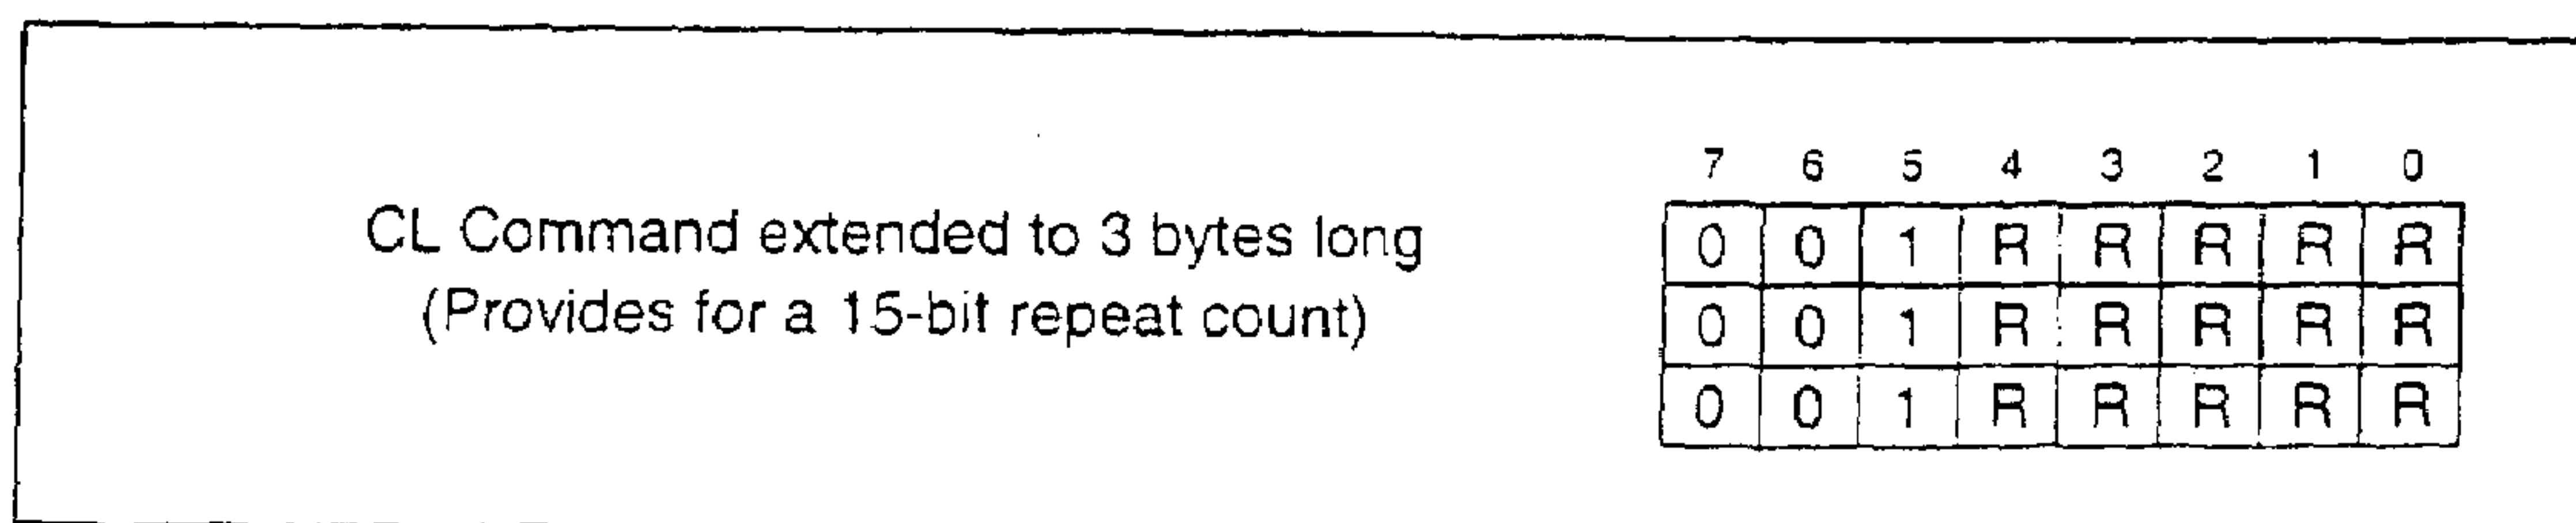 CL Command extended to 3 bytes long
(Provides for a 15-bit repeat count)
7 6 5 4 3 2 1 0
0 0 1 R R R R R
0 0 1 R R R R R
0 0 1 R R R R R